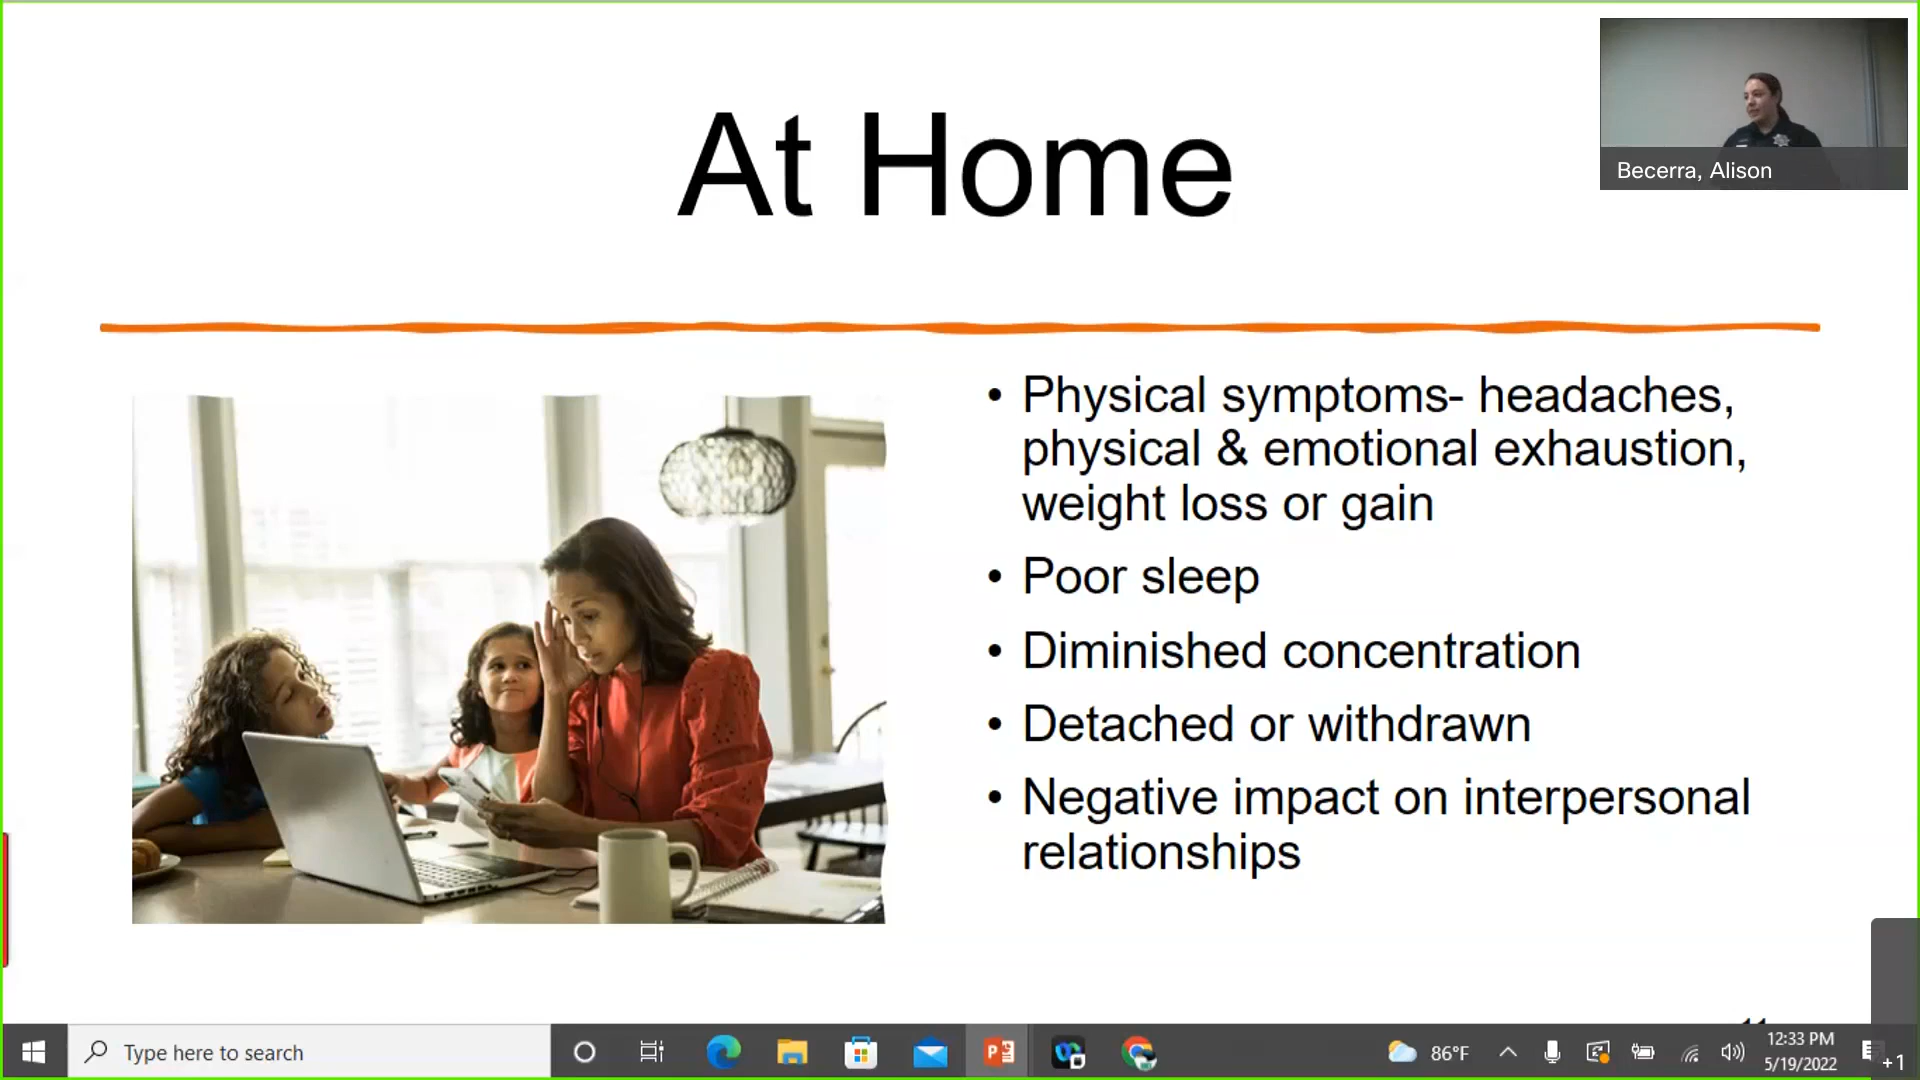 At Home
Becerra, Alison
• Physical symptoms- headaches,
physical & emotional exhaustion,
weight loss or gain
• Poor sleep
• Diminished concentration
• Detached or withdrawn
• Negative impact on interpersonal
relationships
Type here to search
86°F
12:33 PM
5/19/2022
+1